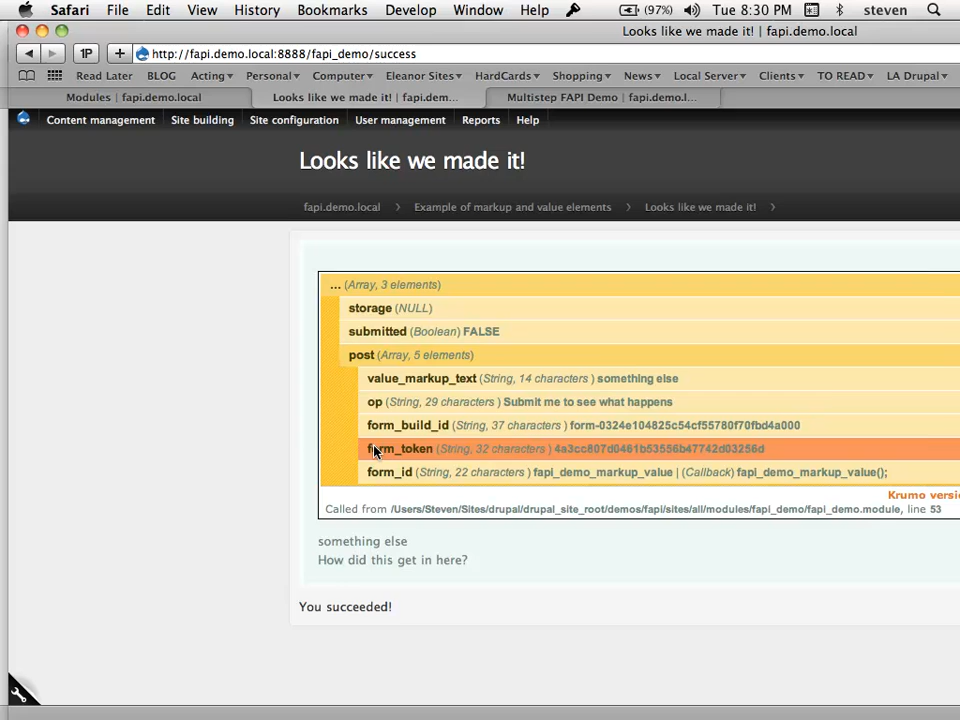 Safari File Edit View History Bookmarks Develop Window Help (97%) Tue 8:30 PM steven
Looks like we made it! | fapi.demo.local
1P + http://fapi.demo.local:8888/fapi_demo/success
Read Later BLOG Acting Personal Computer Eleanor Sites HardCards Shopping News Local Server Clients TO READ LA Drupal
Modules | fapi.demo.local Looks like we made it! | fapi.dem... Multistep FAPI Demo | fapi.demo.l...
Content management Site building Site configuration User management Reports Help
Looks like we made it!
fapi.demo.local › Example of markup and value elements › Looks like we made it! ›
... (Array, 3 elements)
storage (NULL)
submitted (Boolean) FALSE
post (Array, 5 elements)
value_markup_text (String, 14 characters ) something else
op (String, 29 characters ) Submit me to see what happens
form_build_id (String, 37 characters ) form-0324e104825c54cf55780f70fbd4a000
form_token (String, 32 characters ) 4a3cc807d0461b53556b47742d03256d
form_id (String, 22 characters ) fapi_demo_markup_value | (Callback) fapi_demo_markup_value();
Krumo versi
Called from /Users/Steven/Sites/drupal/drupal_site_root/demos/fapi/sites/all/modules/fapi_demo/fapi_demo.module, line 53
something else
How did this get in here?
You succeeded!